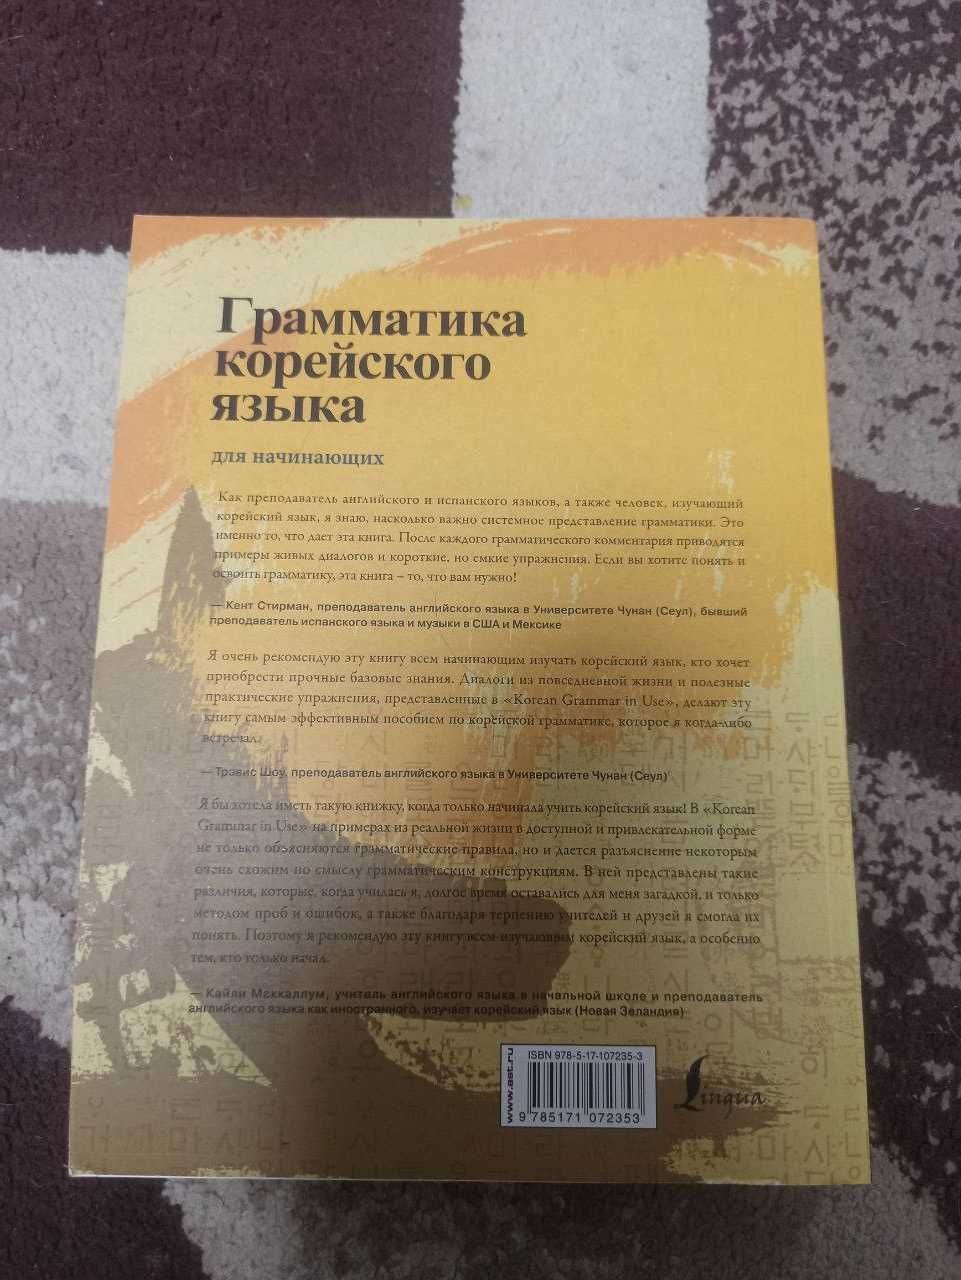 Грамматика
корейского
языка
для начинающих
Как преподаватель английского и испанского языков, а также человек, изучающий
корейский язык, я знаю, насколько важно системное представление грамматики. Это
именно то, что дает эта книга. После каждого грамматического комментария приводятся
примеры живых диалогов и короткие, но емкие упражнения. Если вы хотите понять и
освоить грамматику, эта книга – то, что вам нужно!
— Кент Стирман, преподаватель английского языка в Университете Чунан (Сеул), бывший
преподаватель испанского языка и музыки в США и Мексике
Я очень рекомендую эту книгу всем начинающим изучать корейский язык, кто хочет
приобрести прочные базовые знания. Диалоги из повседневной жизни и полезные
практические упражнения, представленные в «Korean Grammar in Use», делают эту
книгу самым эффективным пособием по корейской грамматике, которое я когда-либо
встречал.
— Трэвис Шоу, преподаватель английского языка в Университете Чунан (Сеул)
Я бы хотела иметь такую книжку, когда только начинала учить корейский язык! В «Korean
Grammar in Use» на примерах из реальной жизни в доступной и привлекательной форме
не только объясняются грамматические правила, но и дается разъяснение некоторым
очень схожим по смыслу грамматическим конструкциям. В ней представлены такие
различия, которые, когда училась я, долгое время оставались для меня загадкой, и только
методом проб и ошибок, а также благодаря терпению учителей и друзей я смогла их
понять. Поэтому я рекомендую эту книгу всем изучающим корейский язык, а особенно
тем, кто только начал.
— Кайли Маккаллум, учитель английского языка в начальной школе и преподаватель
английского языка как иностранного, изучает корейский язык (Новая Зеландия)
www.ast.ru
ISBN 978-5-17-107235-3
9 785171 072353
Lingua